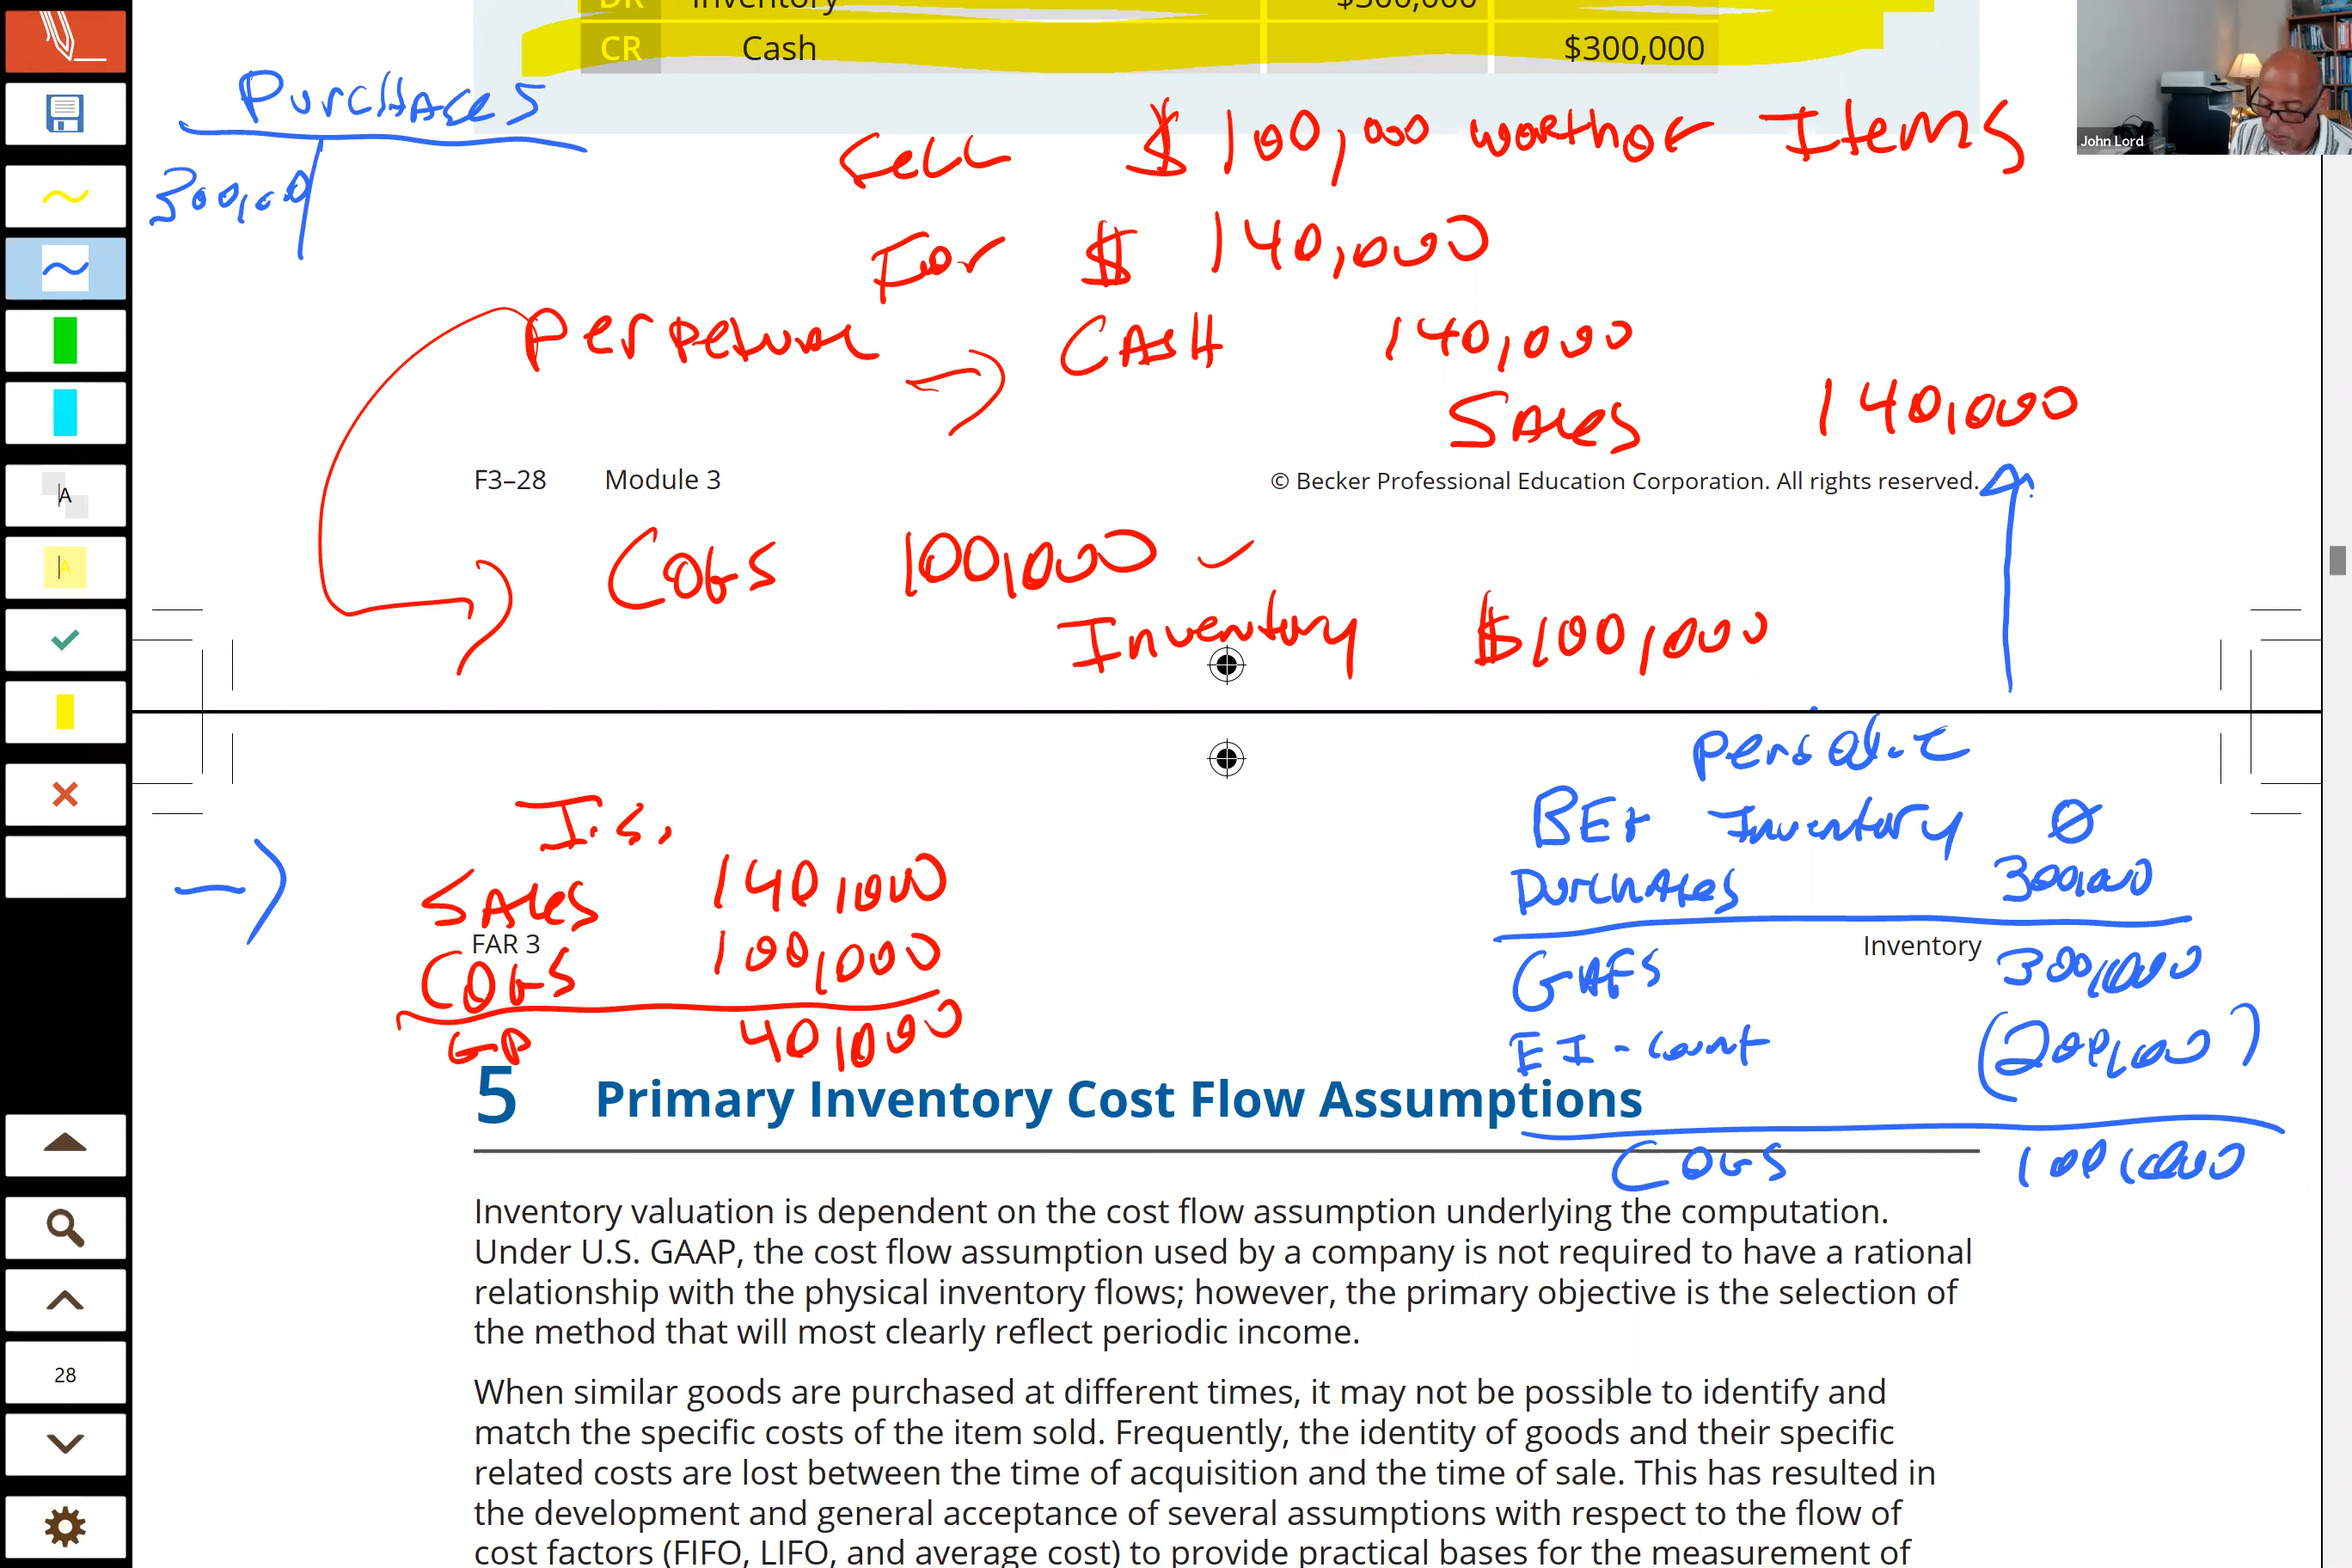 DR Inventory $300,000
CR Cash $300,000
John Lord
Purchases
300,000
Sell $100,000 worth of Items
For $ 140,000
Perpetual → CASH 140,000
SALES 140,000
F3–28 Module 3 © Becker Professional Education Corporation. All rights reserved.
COGS 100,000
Inventory $100,000
Periodic
I.S.
BEG Inventory Ø
SALES 140,000
Purchases 300,000
FAR 3 Inventory
COGS 100,000
GAFS 300,000
GP 40,000
EI - Count (200,000)
5 Primary Inventory Cost Flow Assumptions
COGS 100,000
Inventory valuation is dependent on the cost flow assumption underlying the computation.
Under U.S. GAAP, the cost flow assumption used by a company is not required to have a rational
relationship with the physical inventory flows; however, the primary objective is the selection of
the method that will most clearly reflect periodic income.
When similar goods are purchased at different times, it may not be possible to identify and
match the specific costs of the item sold. Frequently, the identity of goods and their specific
related costs are lost between the time of acquisition and the time of sale. This has resulted in
the development and general acceptance of several assumptions with respect to the flow of
cost factors (FIFO, LIFO, and average cost) to provide practical bases for the measurement of
A
A
28